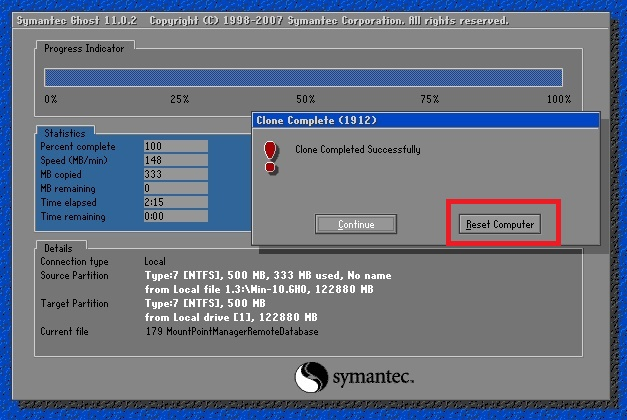 Symantec Ghost 11.0.2 Copyright (C) 1998-2007 Symantec Corporation. All rights reserved.
Progress Indicator
0% 25% 50% 75% 100%
Clone Complete (1912)
Clone Completed Successfully
Continue
Reset Computer
Statistics
Percent complete 100
Speed (MB/min) 148
MB copied 333
MB remaining 0
Time elapsed 2:15
Time remaining 0:00
Details
Connection type Local
Source Partition Type:7 [NTFS], 500 MB, 333 MB used, No name
from Local file 1.3:\Win-10.GHO, 122880 MB
Target Partition Type:7 [NTFS], 500 MB
from Local drive [1], 122880 MB
Current file 179 MountPointManagerRemoteDatabase
symantec™